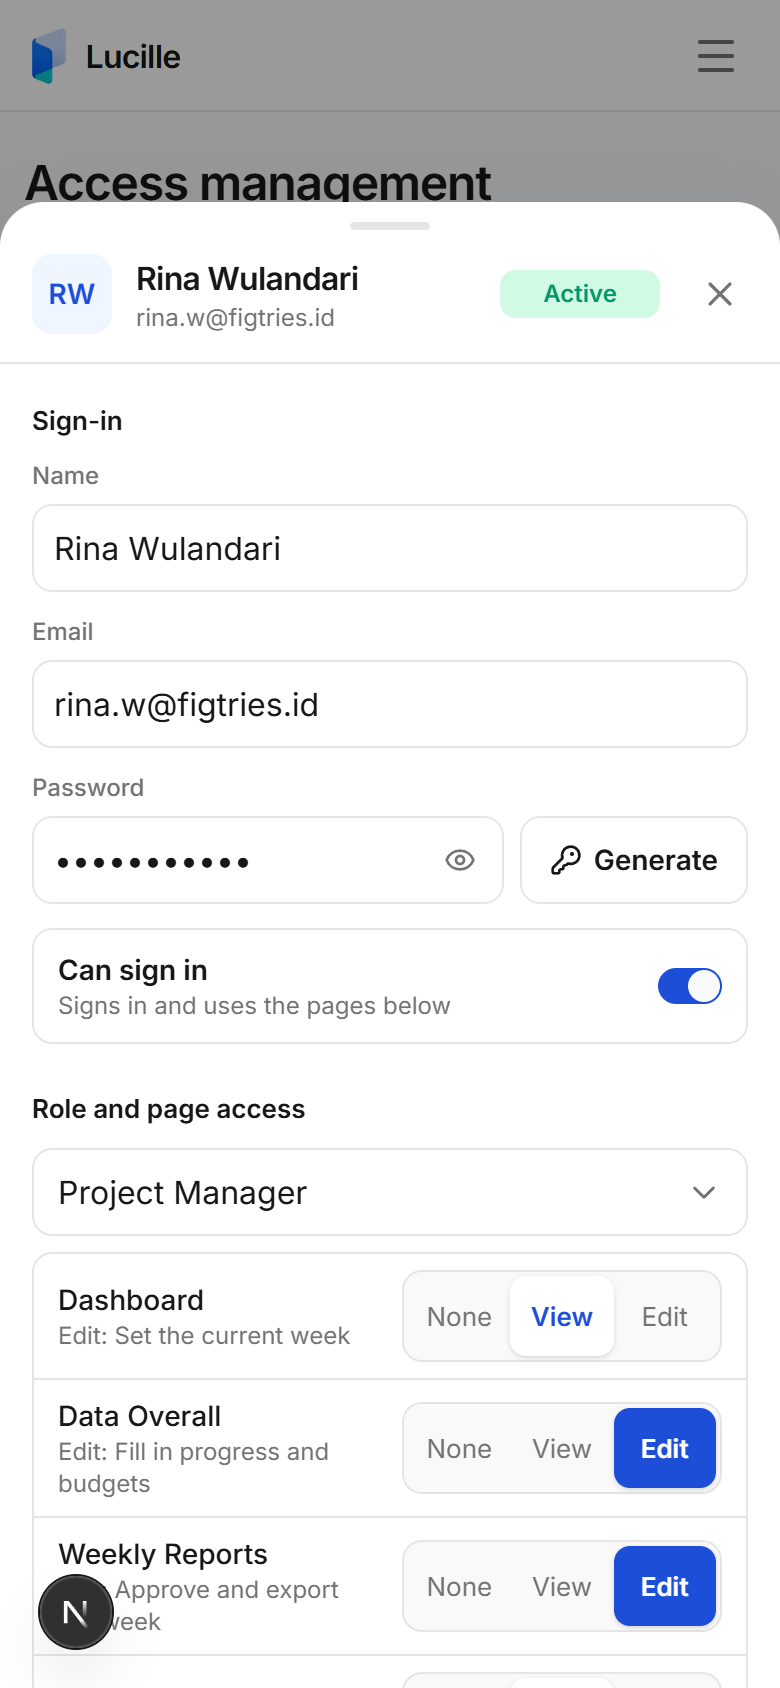 Lucille
Access management
RW
Rina Wulandari
rina.w@figtries.id
Active
Sign-in
Name
Rina Wulandari
Email
rina.w@figtries.id
Password
•••••••••••
Generate
Can sign in
Signs in and uses the pages below
Role and page access
Project Manager
Dashboard
Edit: Set the current week
None View Edit
Data Overall
Edit: Fill in progress and
budgets
None View Edit
Weekly Reports
Approve and export
week
None View Edit
N